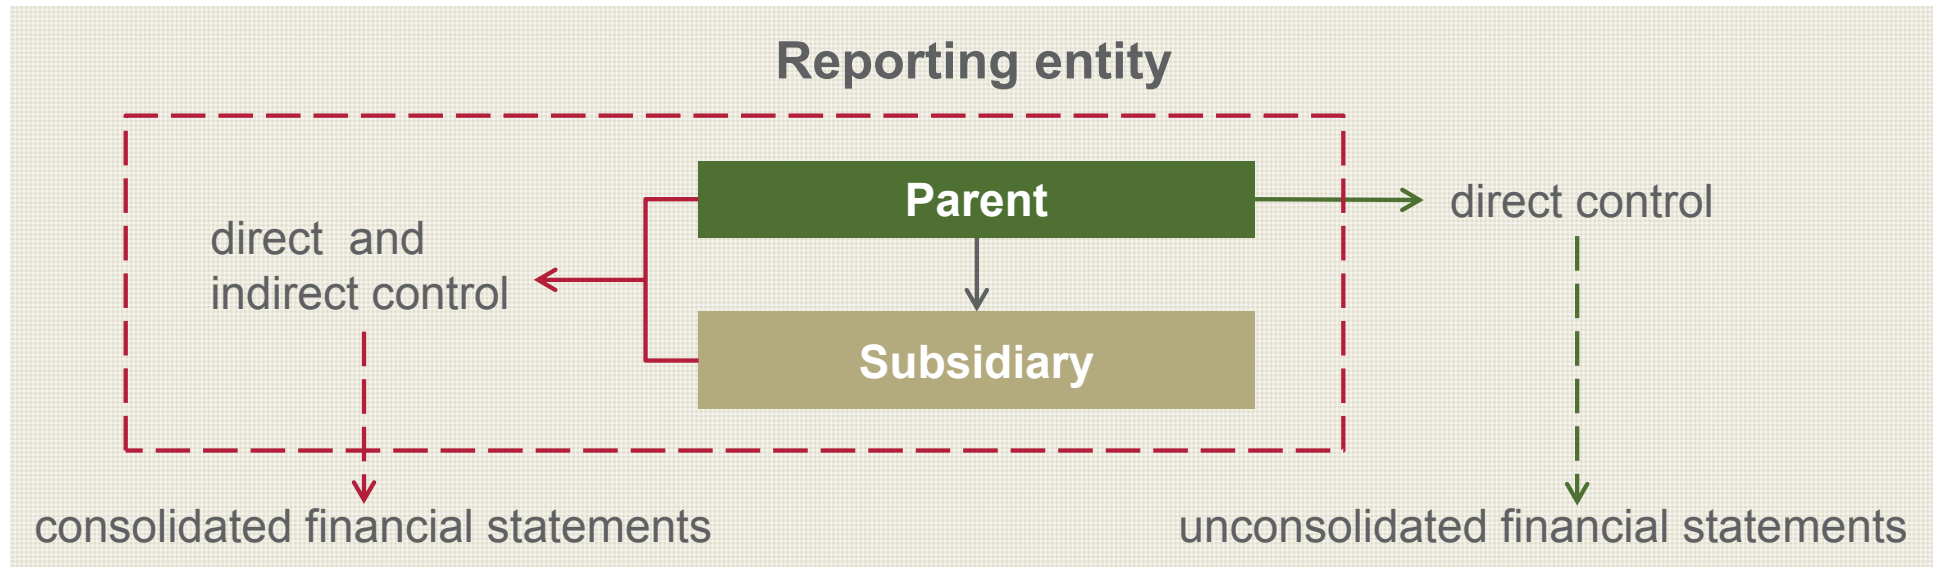 Reporting entity
Parent
direct control
direct and
indirect control
Subsidiary
consolidated financial statements
unconsolidated financial statements